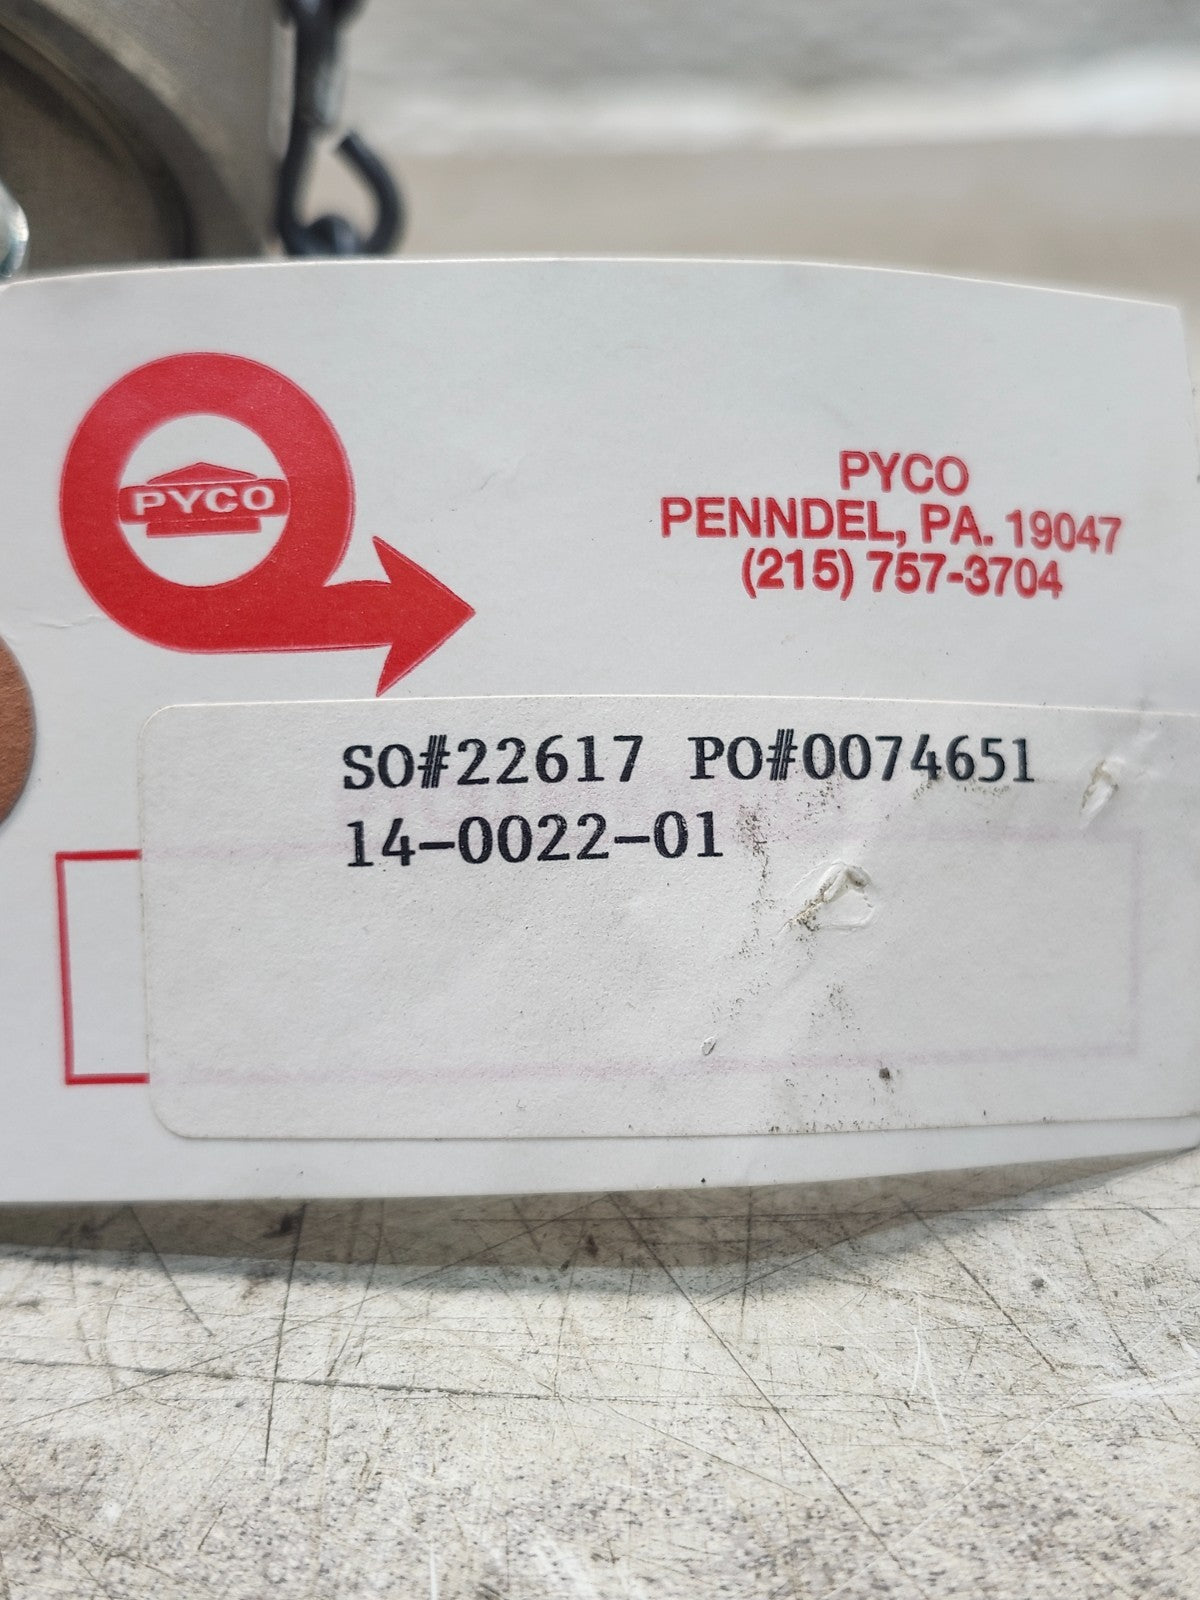 PYCO
PYCO
PENNDEL, PA. 19047
(215) 757-3704
SO#22617 PO#0074651
14-0022-01